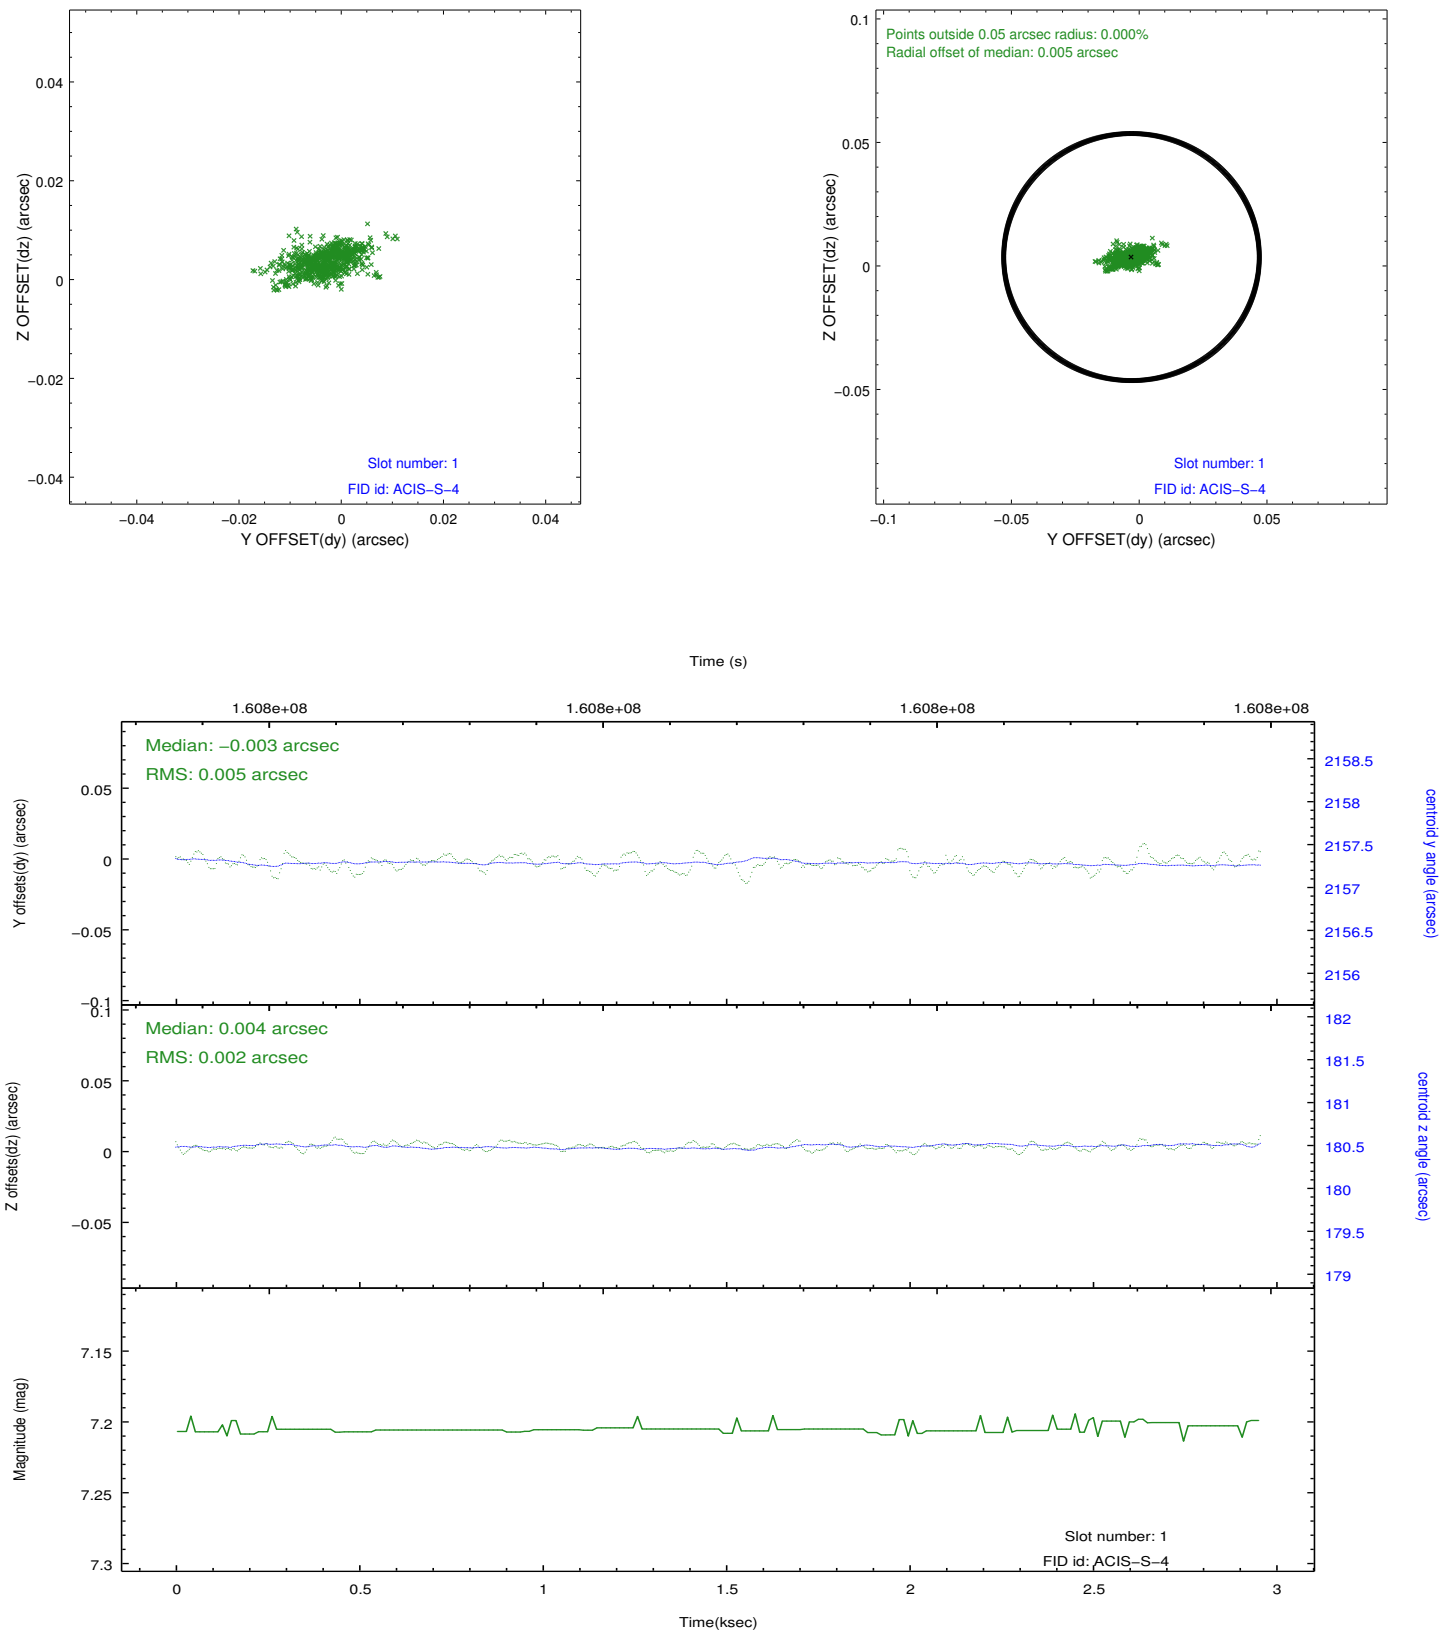 0.04
0.02
0
−0.02
−0.04
Z OFFSET(dz) (arcsec)
Slot number: 1
FID id: ACIS−S−4
−0.04
−0.02
0
0.02
0.04
Y OFFSET(dy) (arcsec)
Points outside 0.05 arcsec radius: 0.000%
Radial offset of median: 0.005 arcsec
0.1
0.05
0
−0.05
Z OFFSET(dz) (arcsec)
Slot number: 1
FID id: ACIS−S−4
−0.1
−0.05
0
0.05
Y OFFSET(dy) (arcsec)
Time (s)
1.608e+08
1.608e+08
1.608e+08
1.608e+08
Median: −0.003 arcsec
RMS: 0.005 arcsec
0.05
0
−0.05
−0.1
Y offsets(dy) (arcsec)
2158.5
2158
2157.5
2157
2156.5
2156
centroid y angle (arcsec)
Median: 0.004 arcsec
RMS: 0.002 arcsec
0.1
0.05
0
−0.05
Z offsets(dz) (arcsec)
182
181.5
181
180.5
180
179.5
179
centroid z angle (arcsec)
7.15
7.2
7.25
7.3
Magnitude (mag)
Slot number: 1
FID id: ACIS−S−4
0
0.5
1
1.5
2
2.5
3
Time(ksec)